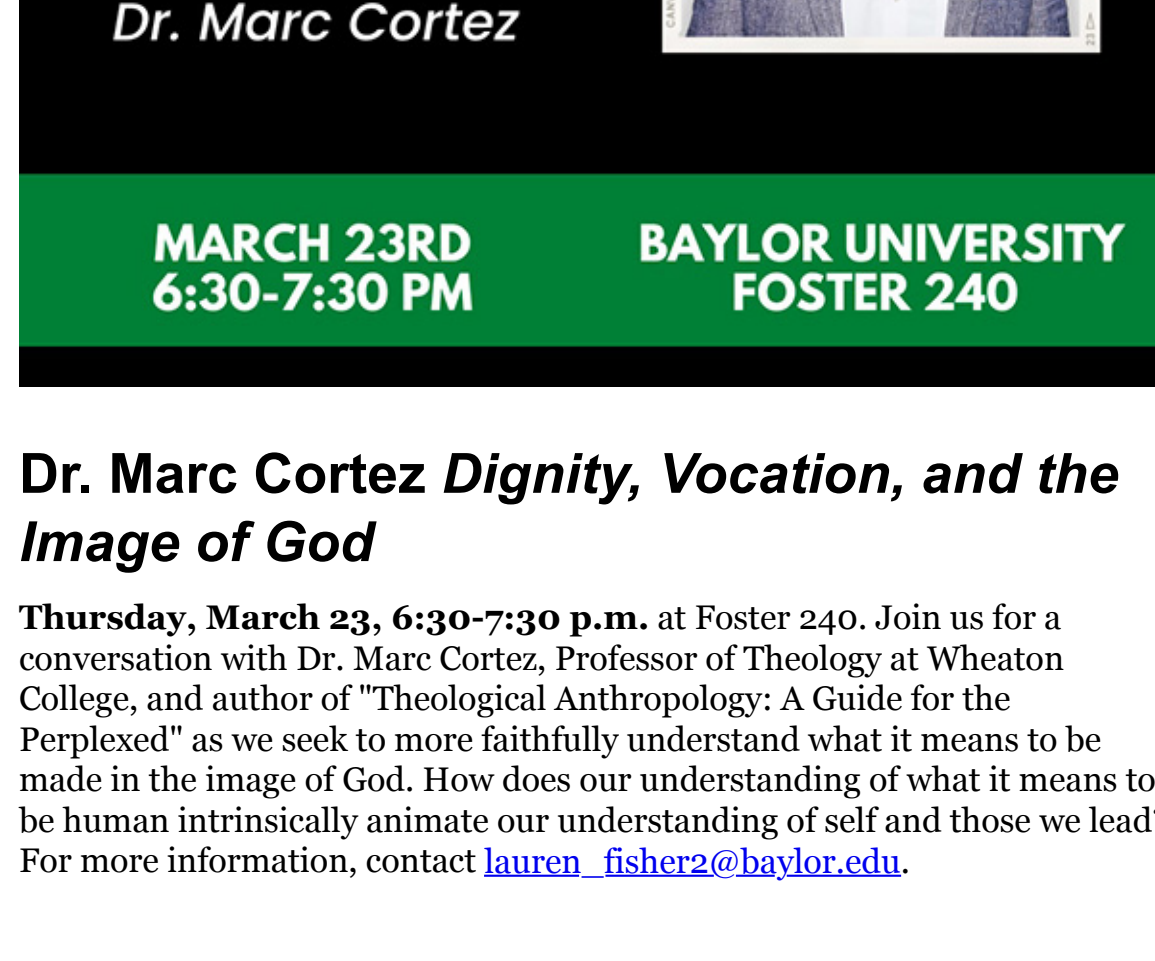 Dr. Marc Cortez
CAN
23
MARCH 23RD
6:30-7:30 PM
BAYLOR UNIVERSITY
FOSTER 240
Dr. Marc Cortez Dignity, Vocation, and the
Image of God
Thursday, March 23, 6:30-7:30 p.m. at Foster 240. Join us for a
conversation with Dr. Marc Cortez, Professor of Theology at Wheaton
College, and author of "Theological Anthropology: A Guide for the
Perplexed" as we seek to more faithfully understand what it means to be
made in the image of God. How does our understanding of what it means to
be human intrinsically animate our understanding of self and those we lead?
For more information, contact lauren_fisher2@baylor.edu.